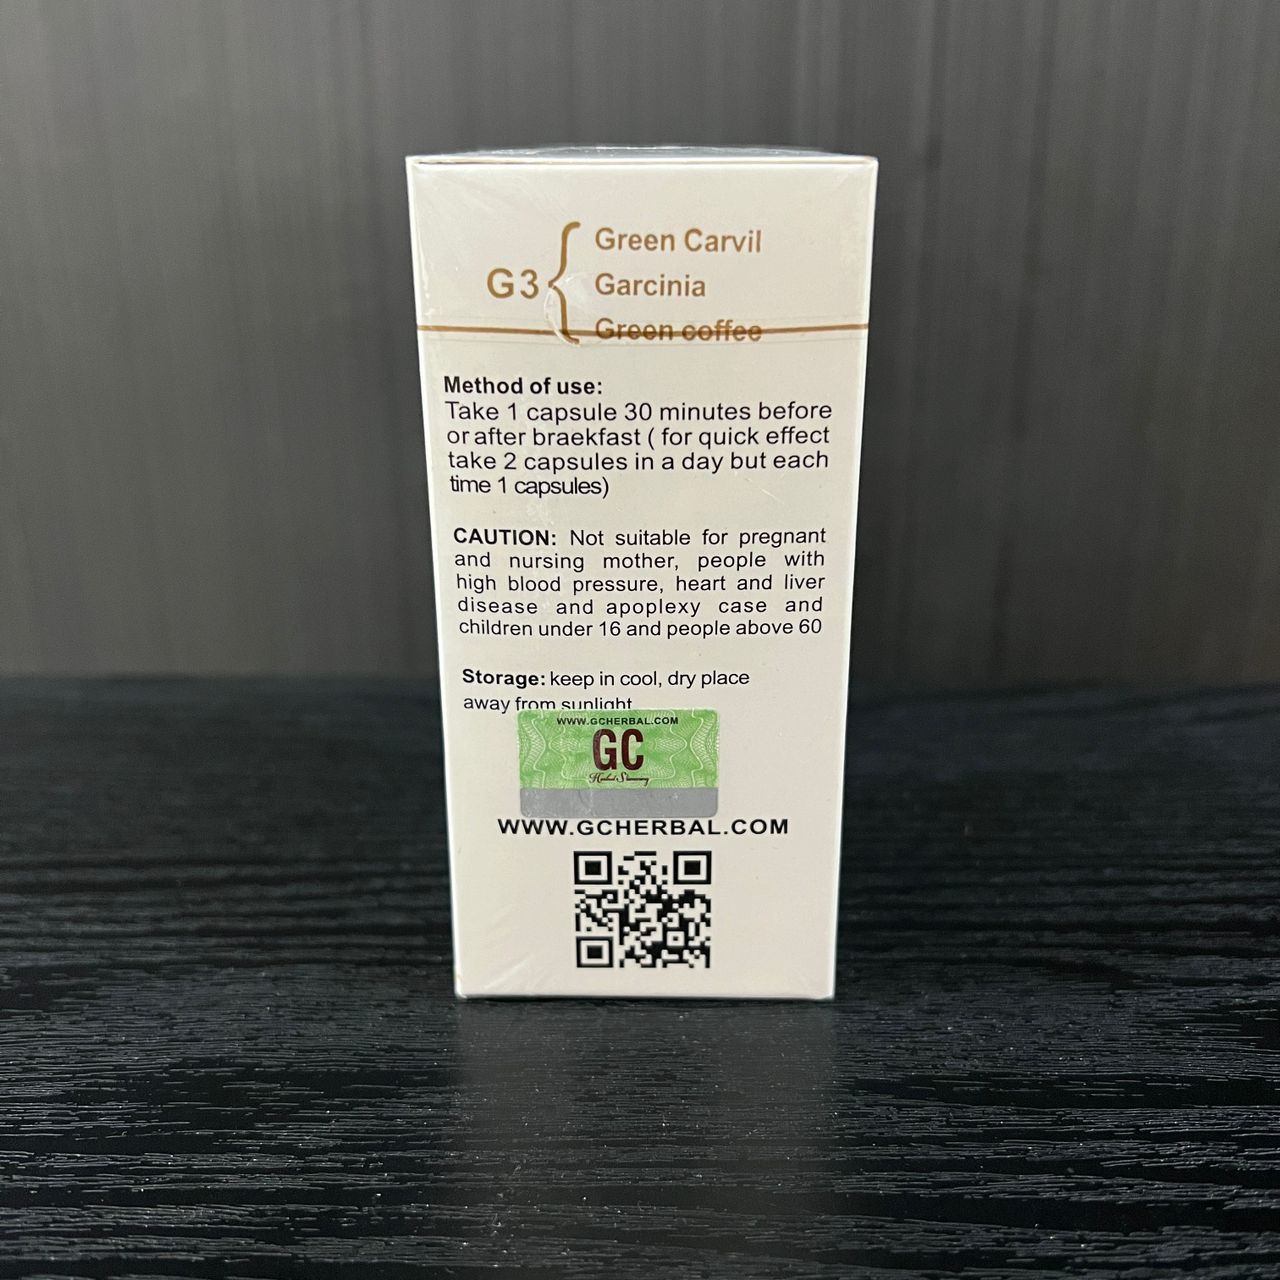 G3
Green Carvil
Garcinia
Green coffee
Method of use:
Take 1 capsule 30 minutes before
or after braekfast ( for quick effect
take 2 capsules in a day but each
time 1 capsules)
CAUTION: Not suitable for pregnant
and nursing mother, people with
high blood pressure, heart and liver
disease and apoplexy case and
children under 16 and people above 60
Storage: keep in cool, dry place
away from sunlight
WWW.GCHERBAL.COM
GC
Herbal Slimming
WWW.GCHERBAL.COM